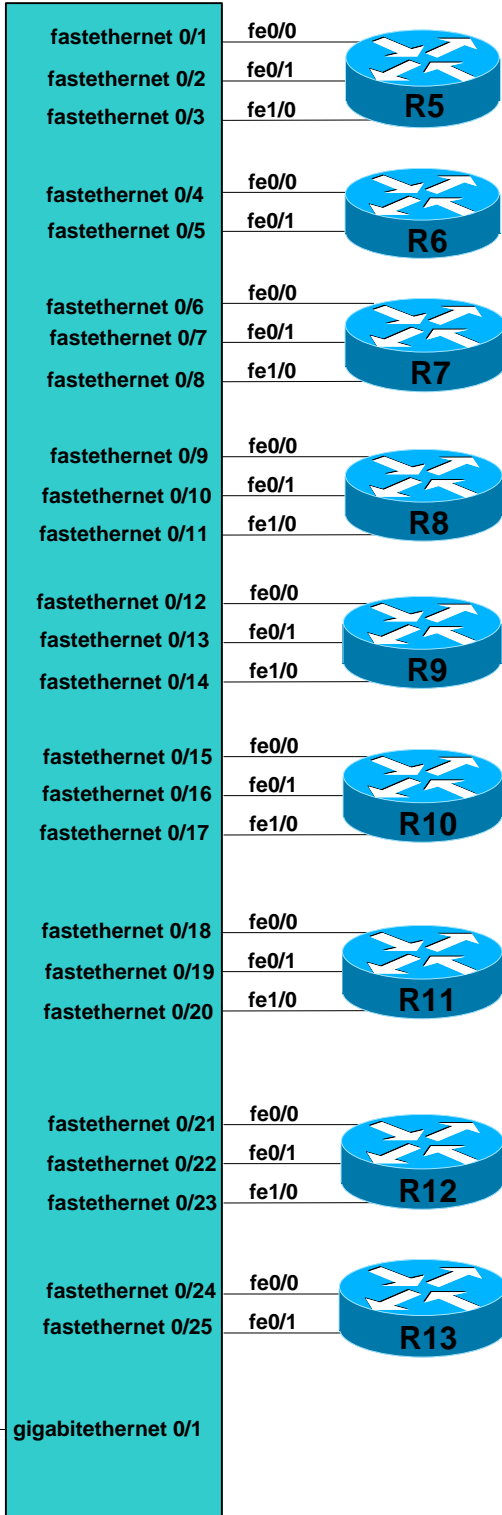 fastethernet 0/1 fe0/0
fastethernet 0/2 fe0/1
fastethernet 0/3 fe1/0
R5
fastethernet 0/4 fe0/0
fastethernet 0/5 fe0/1
R6
fastethernet 0/6 fe0/0
fastethernet 0/7 fe0/1
fastethernet 0/8 fe1/0
R7
fastethernet 0/9 fe0/0
fastethernet 0/10 fe0/1
fastethernet 0/11 fe1/0
R8
fastethernet 0/12 fe0/0
fastethernet 0/13 fe0/1
fastethernet 0/14 fe1/0
R9
fastethernet 0/15 fe0/0
fastethernet 0/16 fe0/1
fastethernet 0/17 fe1/0
R10
fastethernet 0/18 fe0/0
fastethernet 0/19 fe0/1
fastethernet 0/20 fe1/0
R11
fastethernet 0/21 fe0/0
fastethernet 0/22 fe0/1
fastethernet 0/23 fe1/0
R12
fastethernet 0/24 fe0/0
fastethernet 0/25 fe0/1
R13
gigabitethernet 0/1